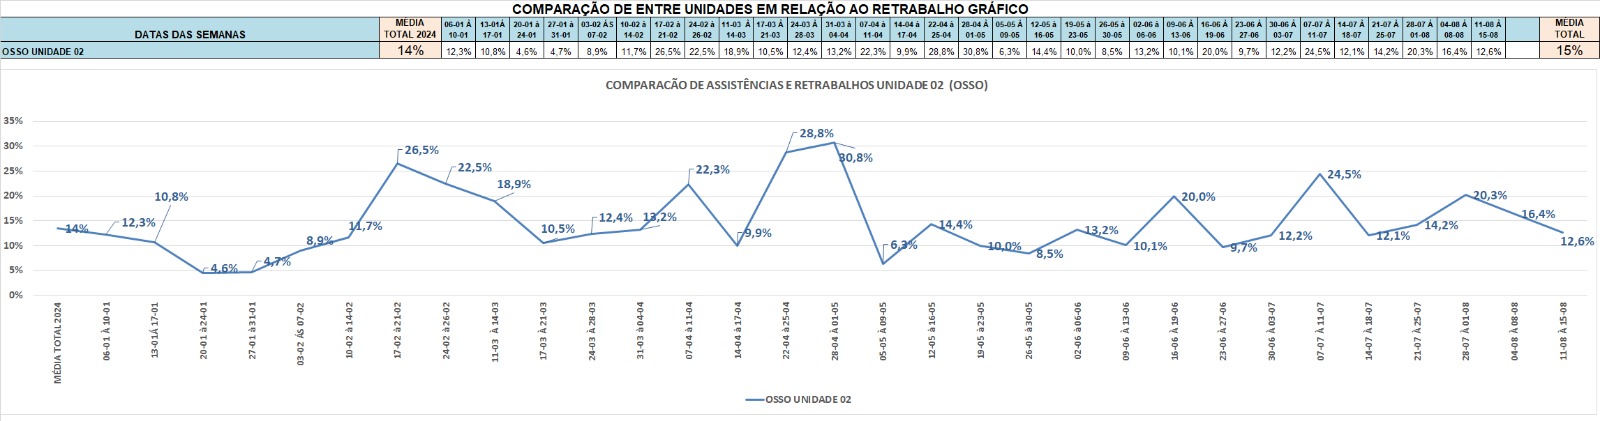 COMPARAÇÃO DE ENTRE UNIDADES EM RELAÇÃO AO RETRABALHO GRÁFICO
DATAS DAS SEMANAS MÉDIA TOTAL 2024 06-01 À 10-01 13-01À 17-01 20-01 à 24-01 27-01 à 31-01 03-02 ÀS 07-02 10-02 à 14-02 17-02 à 21-02 24-02 à 26-02 11-03 À 14-03 17-03 À 21-03 24-03 À 28-03 31-03 À 04-04 07-04 à 11-04 14-04 À 17-04 22-04 à 25-04 28-04 À 01-05 05-05 À 09-05 12-05 À 16-05 19-05 à 23-05 26-05 à 30-05 02-06 à 06-06 09-06 À 13-06 16-06 À 19-06 23-06 À 27-06 30-06 À 03-07 07-07 À 11-07 14-07 À 18-07 21-07 À 25-07 28-07 À 01-08 04-08 À 08-08 11-08 À 15-08 MÉDIA TOTAL
OSSO UNIDADE 02 14% 12,3% 10,8% 4,6% 4,7% 8,9% 11,7% 26,5% 22,5% 18,9% 10,5% 12,4% 13,2% 22,3% 9,9% 28,8% 30,8% 6,3% 14,4% 10,0% 8,5% 13,2% 10,1% 20,0% 9,7% 12,2% 24,5% 12,1% 14,2% 20,3% 16,4% 12,6% 15%
COMPARACÃO DE ASSISTÊNCIAS E RETRABALHOS UNIDADE 02 (OSSO)
35%
30%
25%
20%
15%
10%
5%
0%
14% 12,3% 10,8% 4,6% 4,7% 8,9% 11,7% 26,5% 22,5% 18,9% 10,5% 12,4% 13,2% 22,3% 9,9% 28,8% 30,8% 6,3% 14,4% 10,0% 8,5% 13,2% 10,1% 20,0% 9,7% 12,2% 24,5% 12,1% 14,2% 20,3% 16,4% 12,6%
MÉDIA TOTAL 2024
06-01 À 10-01
13-01À 17-01
20-01 à 24-01
27-01 à 31-01
03-02 ÀS 07-02
10-02 à 14-02
17-02 à 21-02
24-02 à 26-02
11-03 À 14-03
17-03 À 21-03
24-03 À 28-03
31-03 À 04-04
07-04 à 11-04
14-04 À 17-04
22-04 à 25-04
28-04 À 01-05
05-05 À 09-05
12-05 À 16-05
19-05 à 23-05
26-05 à 30-05
02-06 à 06-06
09-06 À 13-06
16-06 À 19-06
23-06 À 27-06
30-06 À 03-07
07-07 À 11-07
14-07 À 18-07
21-07 À 25-07
28-07 À 01-08
04-08 À 08-08
11-08 À 15-08
OSSO UNIDADE 02